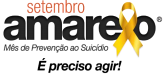 setembro
amarelo®
Mês de Prevenção ao Suicídio
É preciso agir!